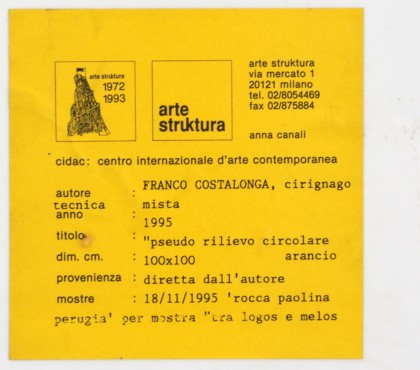 arte struktura
1972
1993
arte
struktura
arte struktura
via mercato 1
20121 milano
tel. 02/8054469
fax 02/875884
anna canali
cidac: centro internazionale d'arte contemporanea
autore : FRANCO COSTALONGA, cirignago
tecnica mista
anno : 1995
titolo : "pseudo rilievo circolare
arancio
dim. cm. : 100x100
provenienza : diretta dall'autore
mostre : 18/11/1995 'rocca paolina
perugia' per mostra "tra logos e melos